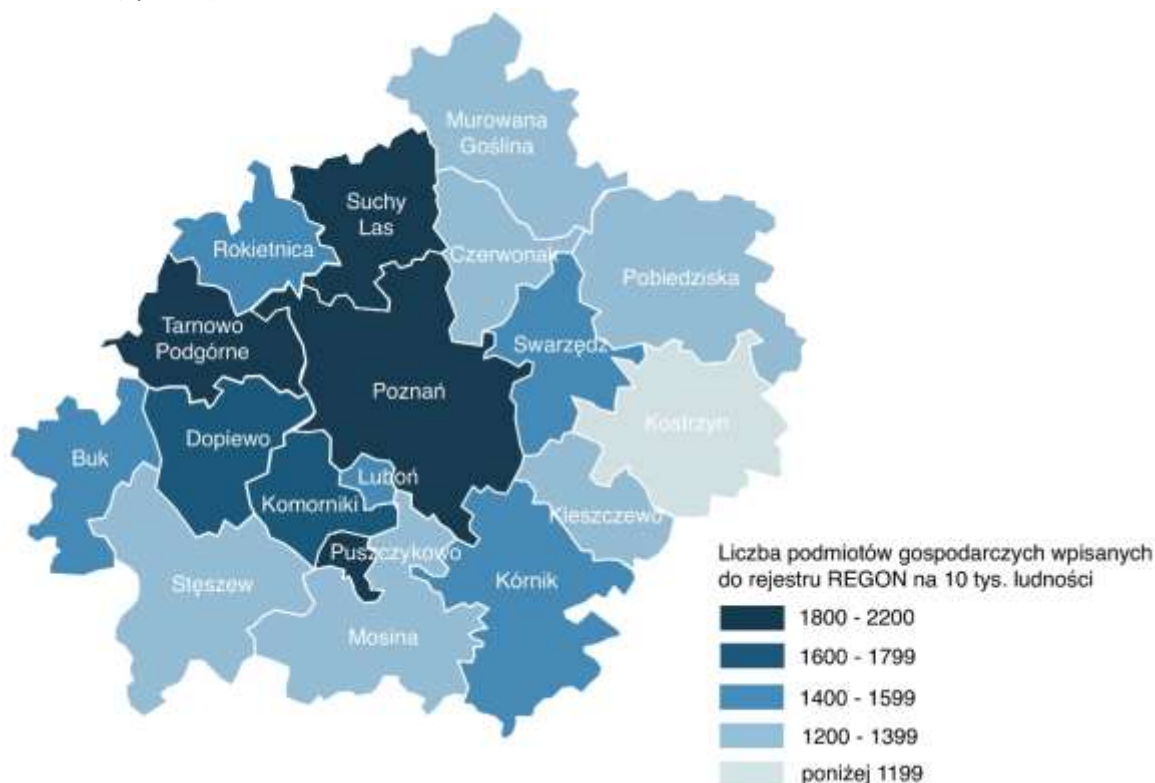 Murowana
Goślina
Suchy
Las
Rokietnica
Czerwonak
Pobiedziska
Tarnowo
Podgórne
Swarzędz
Poznań
Kostrzyn
Buk
Dopiewo
Luboń
Komorniki
Kleszczewo
Puszczykowo
Stęszew
Kórnik
Mosina
Liczba podmiotów gospodarczych wpisanych
do rejestru REGON na 10 tys. ludności
1800 - 2200
1600 - 1799
1400 - 1599
1200 - 1399
poniżej 1199